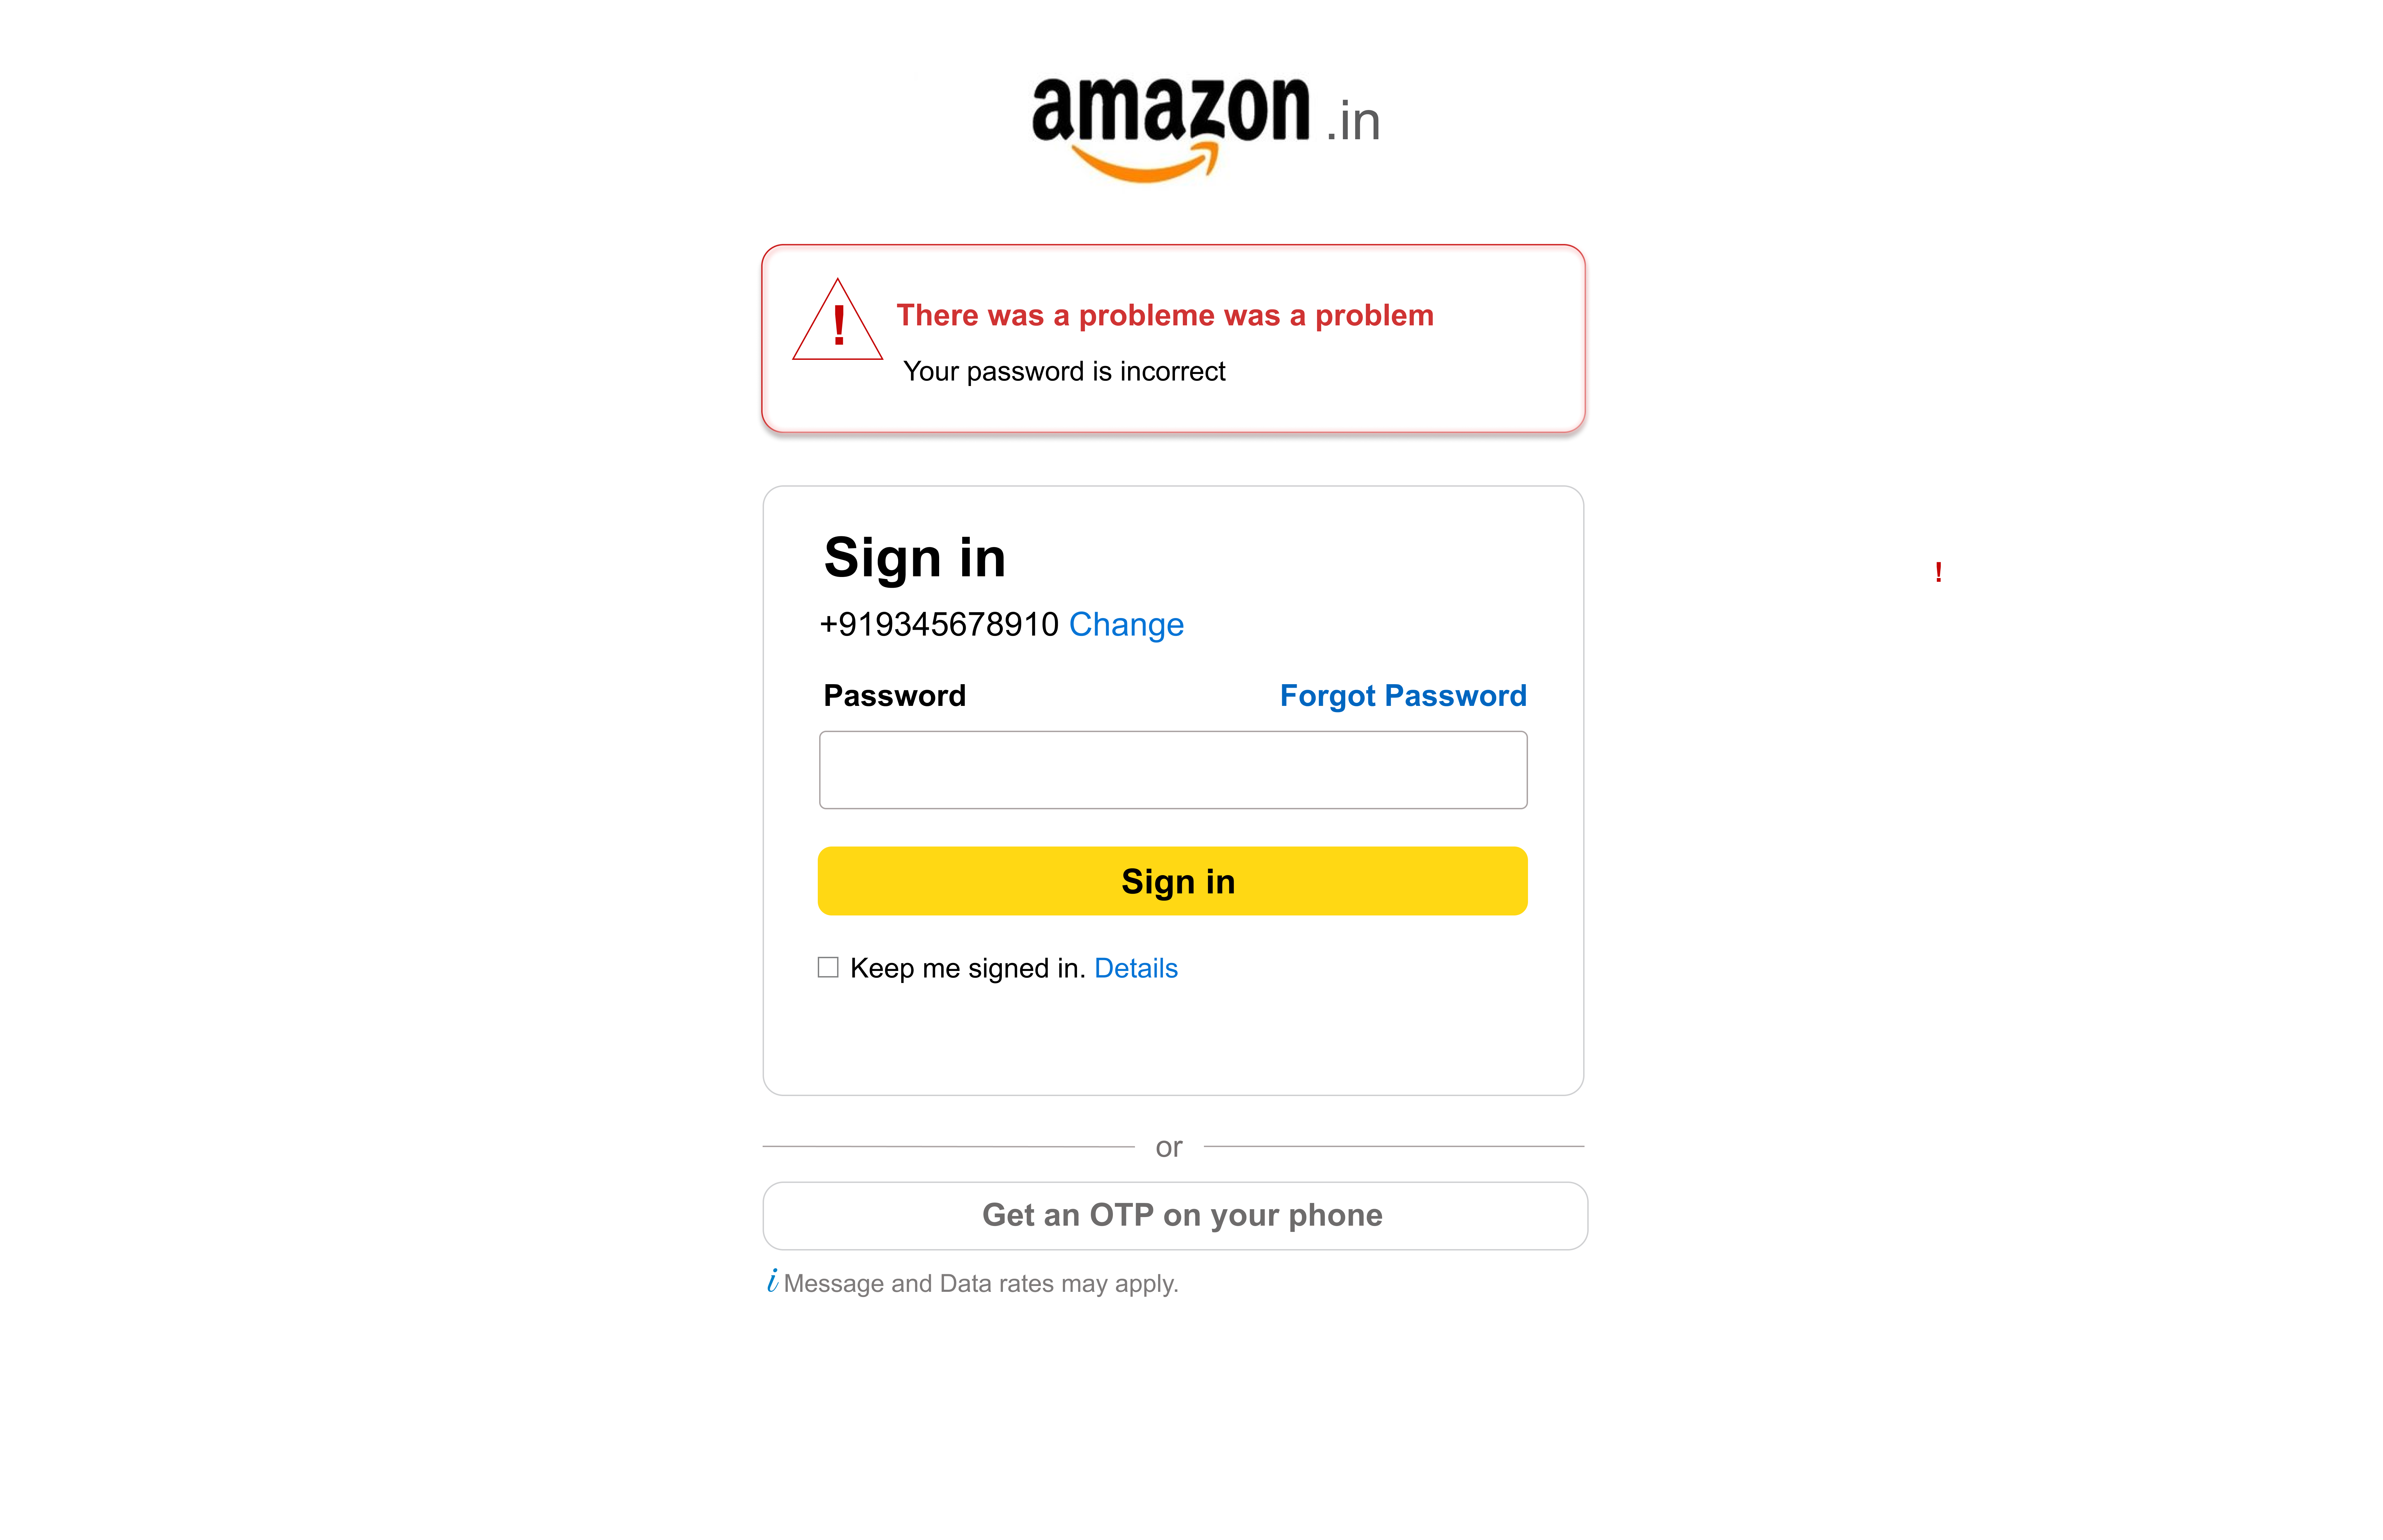 amazon .in
! There was a probleme was a problem
Your password is incorrect
Sign in
!
+919345678910 Change
Password Forgot Password
Sign in
Keep me signed in. Details
or
Get an OTP on your phone
i Message and Data rates may apply.